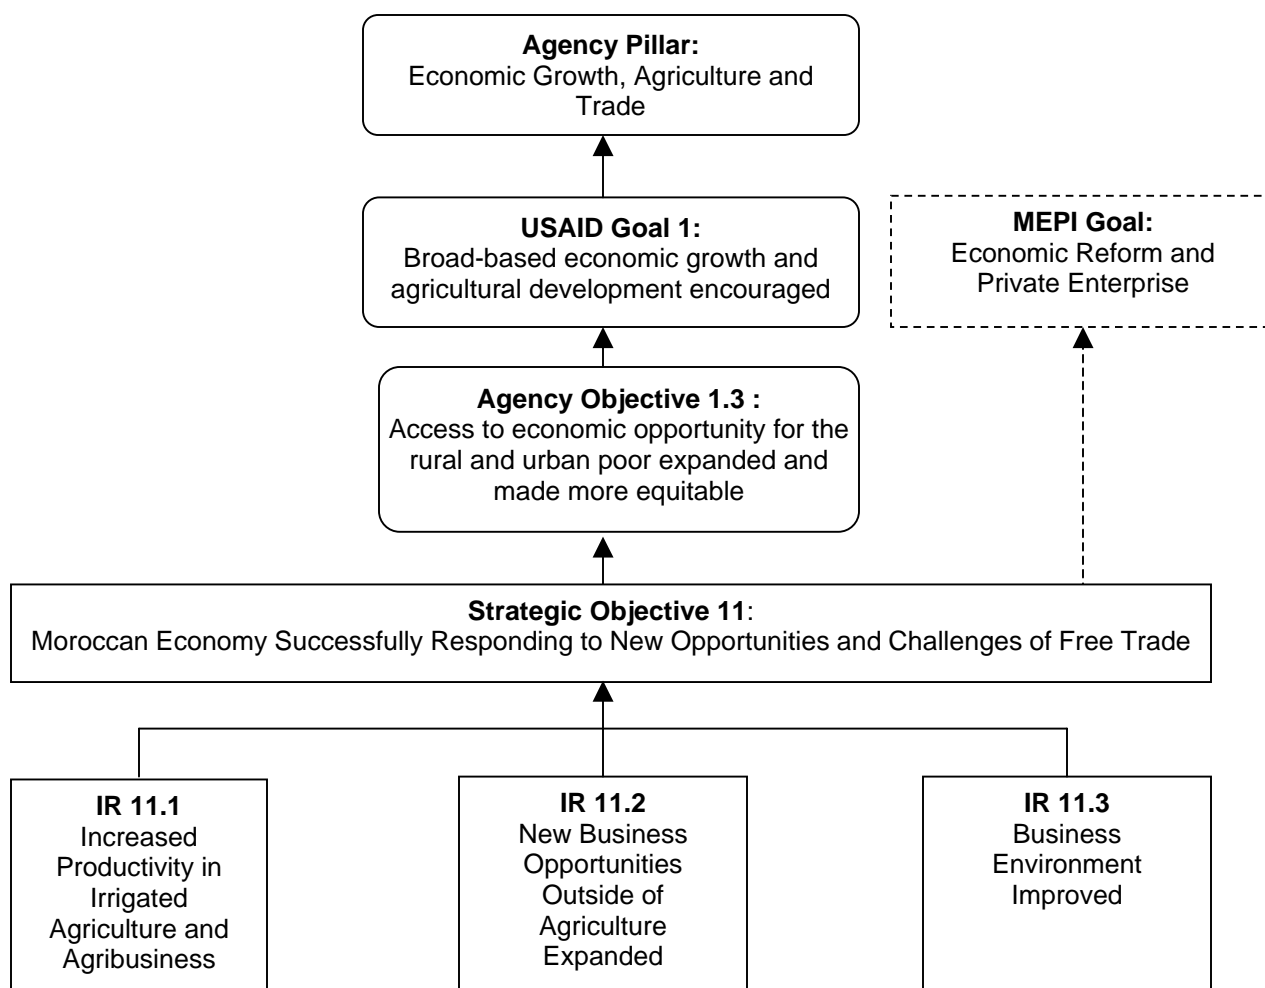 Agency Pillar:
Economic Growth, Agriculture and
Trade
USAID Goal 1:
Broad-based economic growth and
agricultural development encouraged
MEPI Goal:
Economic Reform and
Private Enterprise
Agency Objective 1.3 :
Access to economic opportunity for the
rural and urban poor expanded and
made more equitable
Strategic Objective 11:
Moroccan Economy Successfully Responding to New Opportunities and Challenges of Free Trade
IR 11.1
Increased
Productivity in
Irrigated
Agriculture and
Agribusiness
IR 11.2
New Business
Opportunities
Outside of
Agriculture
Expanded
IR 11.3
Business
Environment
Improved